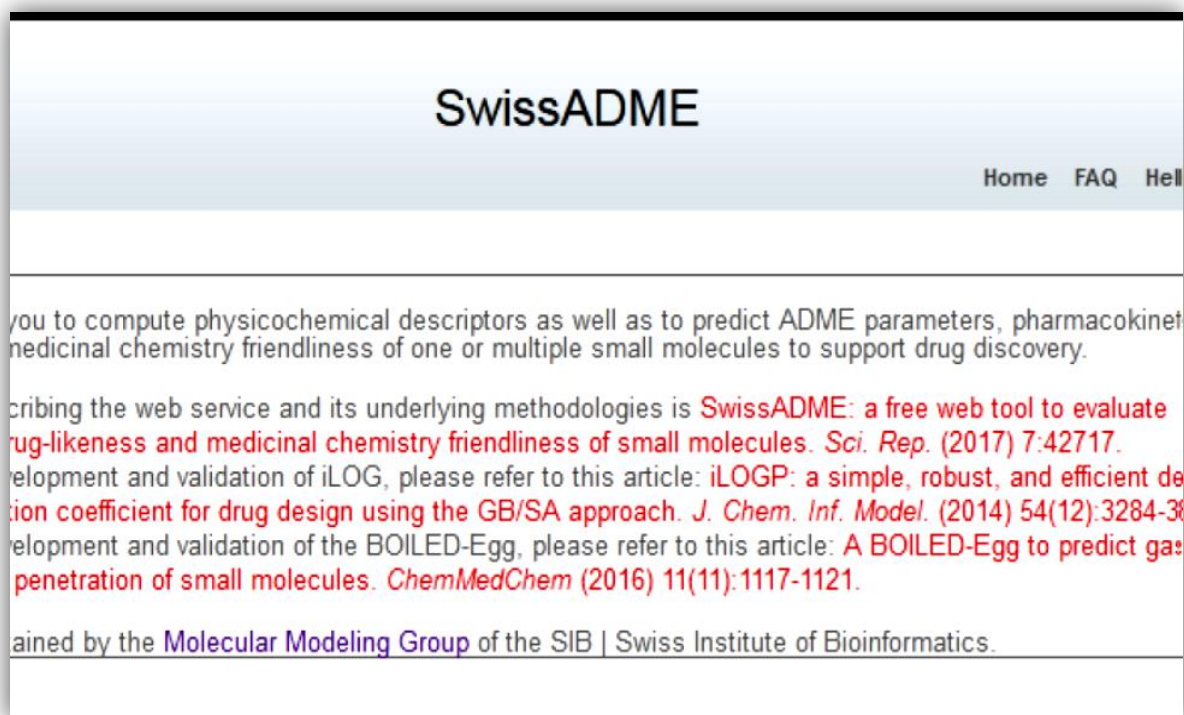 SwissADME
Home FAQ Hel
you to compute physicochemical descriptors as well as to predict ADME parameters, pharmacokinet
medicinal chemistry friendliness of one or multiple small molecules to support drug discovery.
cribing the web service and its underlying methodologies is SwissADME: a free web tool to evaluate
rug-likeness and medicinal chemistry friendliness of small molecules. Sci. Rep. (2017) 7:42717.
elopment and validation of iLOG, please refer to this article: iLOGP: a simple, robust, and efficient de
ion coefficient for drug design using the GB/SA approach. J. Chem. Inf. Model. (2014) 54(12):3284-3
elopment and validation of the BOILED-Egg, please refer to this article: A BOILED-Egg to predict gas
penetration of small molecules. ChemMedChem (2016) 11(11):1117-1121.
ained by the Molecular Modeling Group of the SIB | Swiss Institute of Bioinformatics.